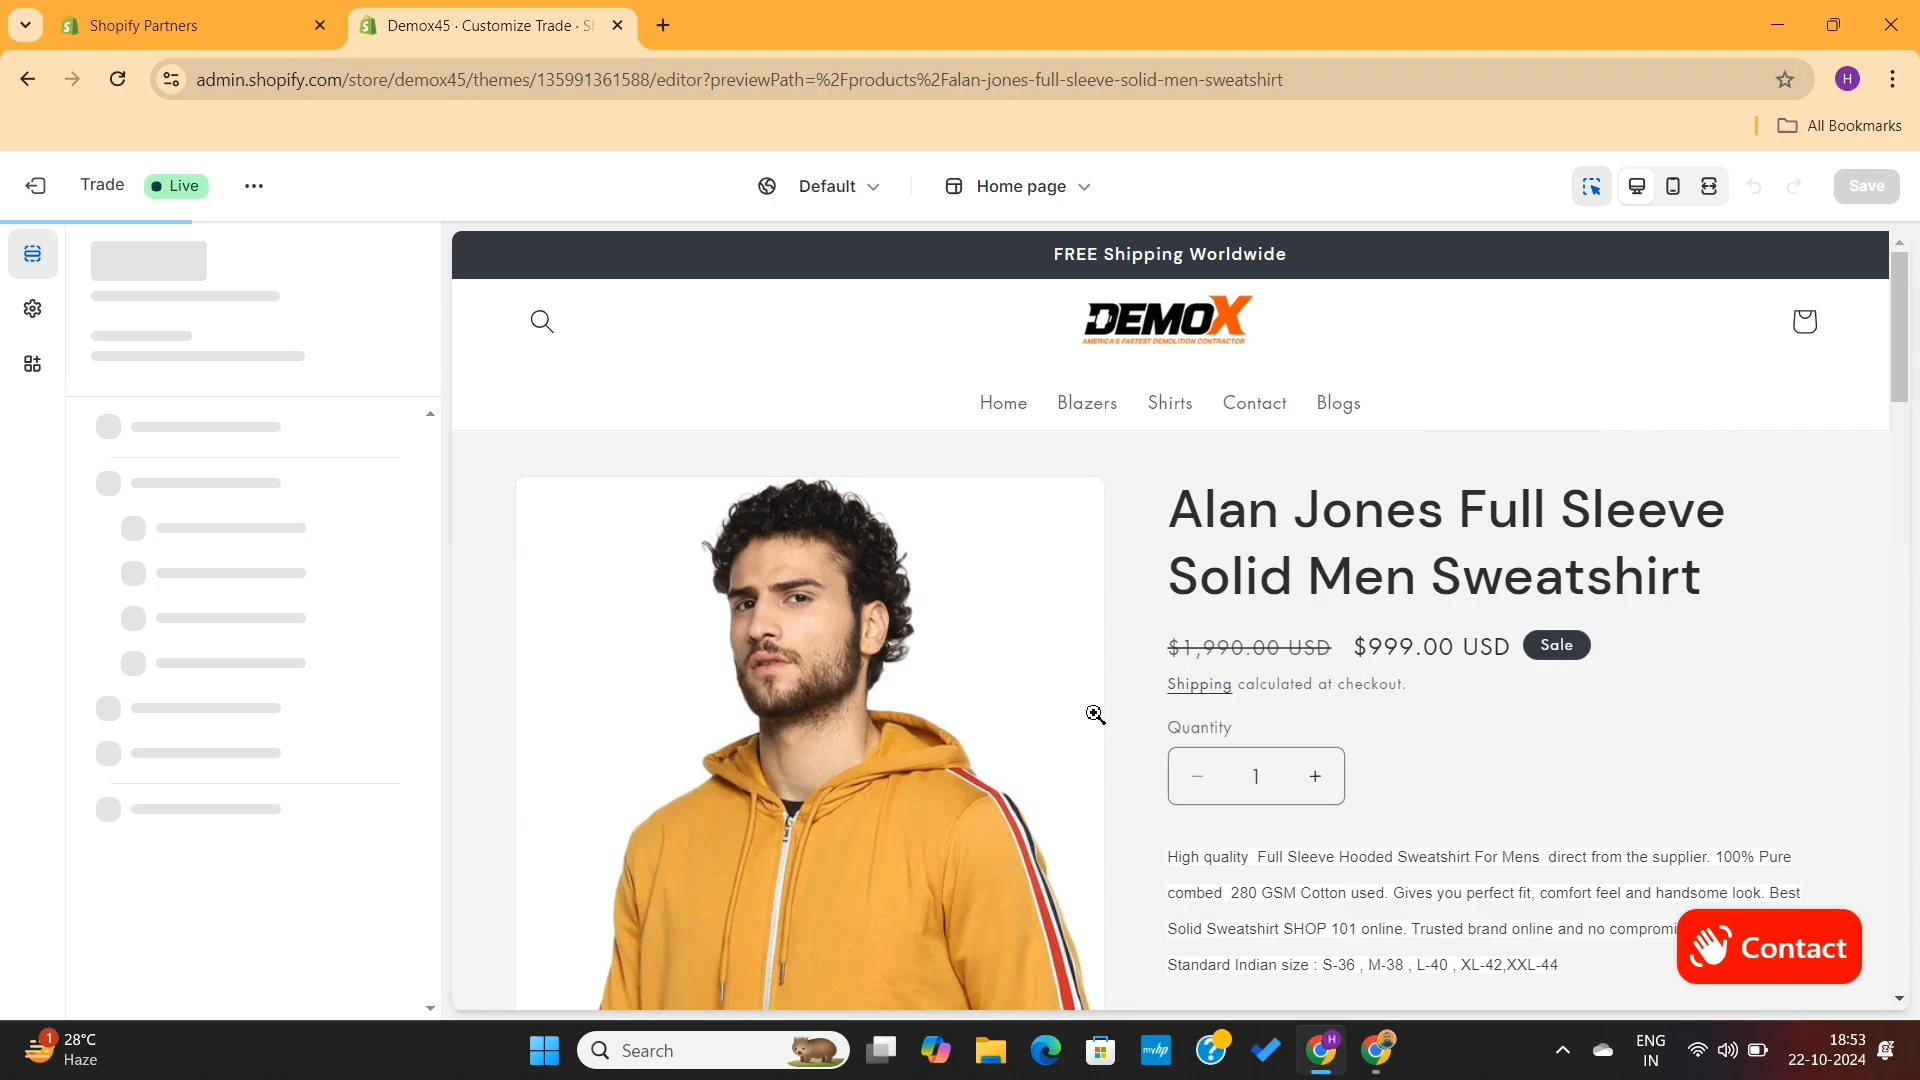 Shopify Partners
Demox45 · Customize Trade · S
admin.shopify.com/store/demox45/themes/135991361588/editor?previewPath=%2Fproducts%2Falan-jones-full-sleeve-solid-men-sweatshirt
H
All Bookmarks
Trade
Live
Default
Home page
Save
FREE Shipping Worldwide
DEMOX
AMERICA'S FASTEST DEMOLITION CONTRACTOR
Home
Blazers
Shirts
Contact
Blogs
Alan Jones Full Sleeve
Solid Men Sweatshirt
$1,990.00 USD $999.00 USD Sale
Shipping calculated at checkout.
Quantity
1
High quality Full Sleeve Hooded Sweatshirt For Mens direct from the supplier. 100% Pure
combed 280 GSM Cotton used. Gives you perfect fit, comfort feel and handsome look. Best
Solid Sweatshirt SHOP 101 online. Trusted brand online and no compromi
Standard Indian size : S-36 , M-38 , L-40 , XL-42,XXL-44
Contact
1
28°C
Haze
Search
myhp
H
ENG
IN
18:53
22-10-2024